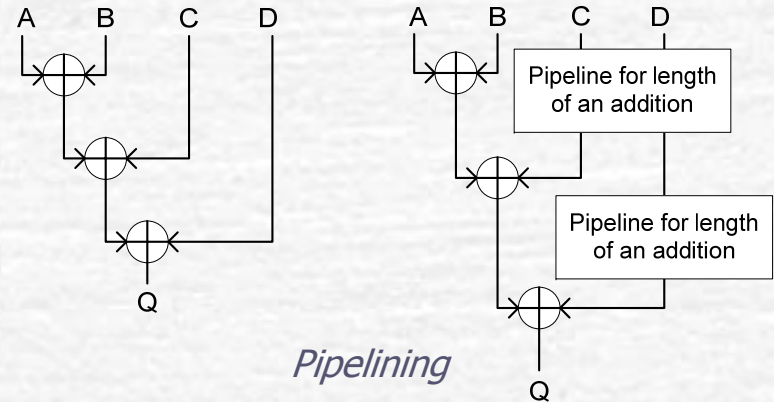 A B C D
A B C D
Pipeline for length
of an addition
Pipeline for length
of an addition
Q
Pipelining
Q